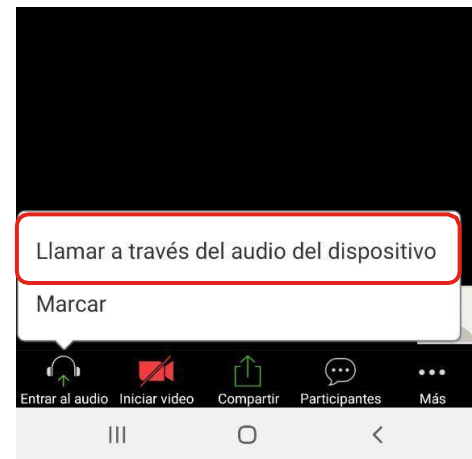 Llamar a través del audio del dispositivo
Marcar
Entrar al audio Iniciar video Compartir Participantes Más